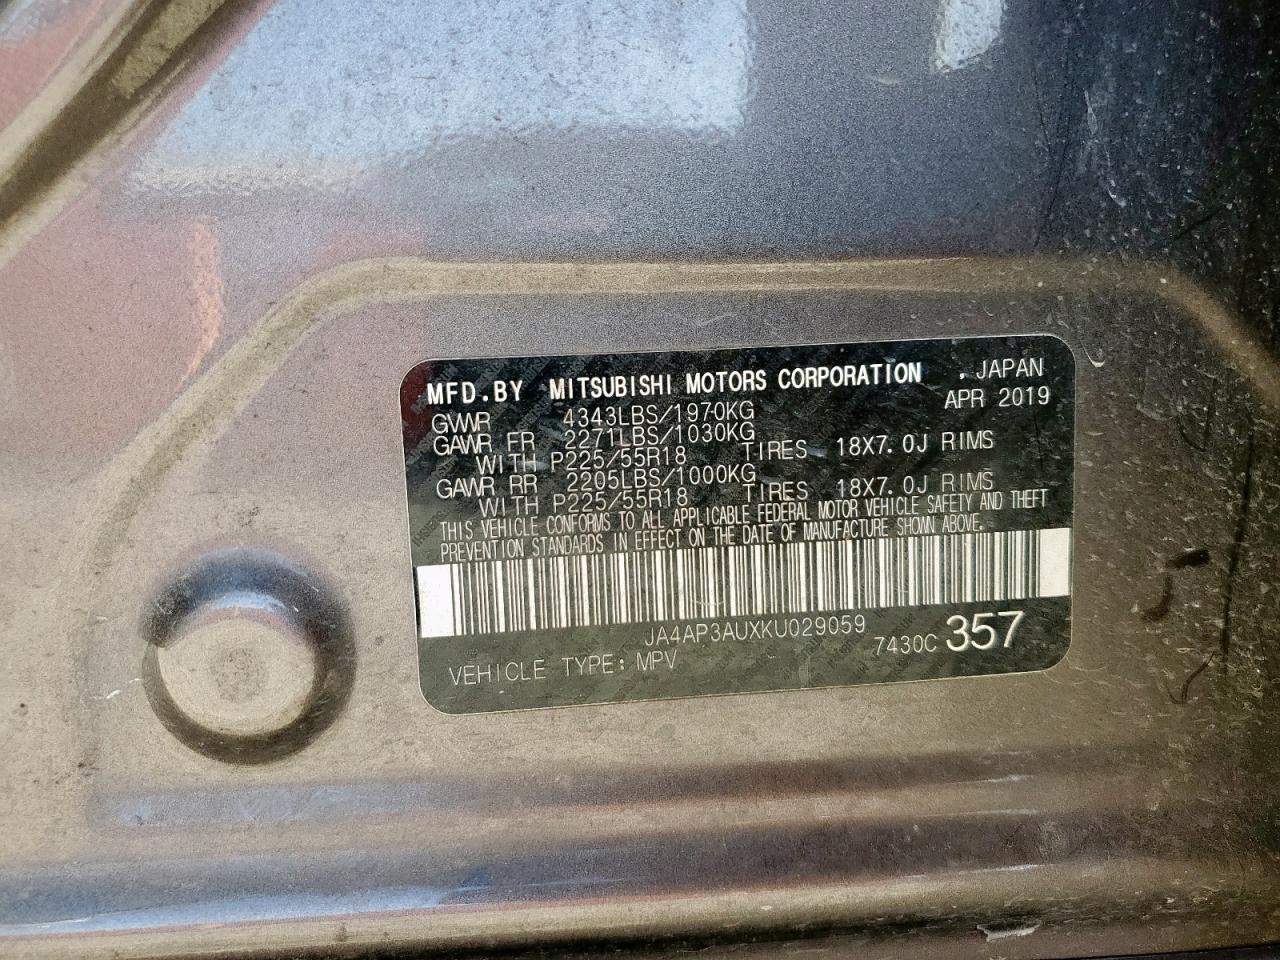 MFD.BY MITSUBISHI MOTORS CORPORATION . JAPAN
APR 2019
GVWR 4343LBS/1970KG
GAWR FR 2271LBS/1030KG
WITH P225/55R18 TIRES 18X7.0J RIMS
GAWR RR 2205LBS/1000KG
WITH P225/55R18 TIRES 18X7.0J RIMS
THIS VEHICLE CONFORMS TO ALL APPLICABLE FEDERAL MOTOR VEHICLE SAFETY AND THEFT
PREVENTION STANDARDS IN EFFECT ON THE DATE OF MANUFACTURE SHOWN ABOVE.
JA4AP3AUXKU029059
7430C 357
VEHICLE TYPE: MPV